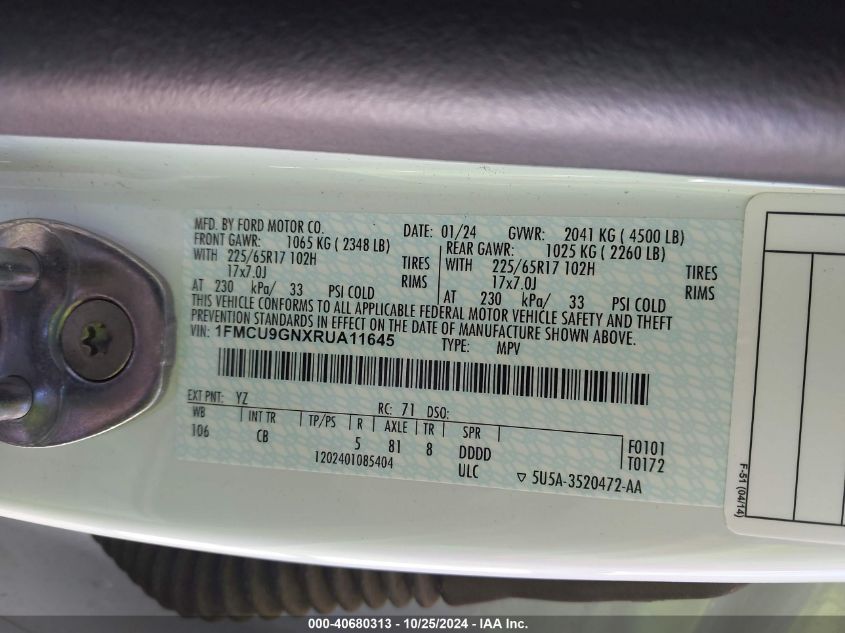 MFD. BY FORD MOTOR CO. DATE: 01/24 GVWR: 2041 KG ( 4500 LB)
FRONT GAWR: 1065 KG ( 2348 LB) REAR GAWR: 1025 KG ( 2260 LB)
WITH 225/65R17 102H TIRES WITH 225/65R17 102H TIRES
17x7.0J RIMS 17x7.0J RIMS
AT 230 kPa/ 33 PSI COLD AT 230 kPa/ 33 PSI COLD
THIS VEHICLE CONFORMS TO ALL APPLICABLE FEDERAL MOTOR VEHICLE SAFETY AND THEFT
PREVENTION STANDARDS IN EFFECT ON THE DATE OF MANUFACTURE SHOWN ABOVE.
VIN: 1FMCU9GNXRUA11645 TYPE: MPV
EXT PNT: YZ RC: 71 DSO:
WB INT TR TP/PS R AXLE TR SPR F0101
106 CB 5 81 8 DDDD T0172
1202401085404 ULC ▽ 5U5A-3520472-AA
F-51 (04/14)
000-40680313 - 10/25/2024 - IAA Inc.